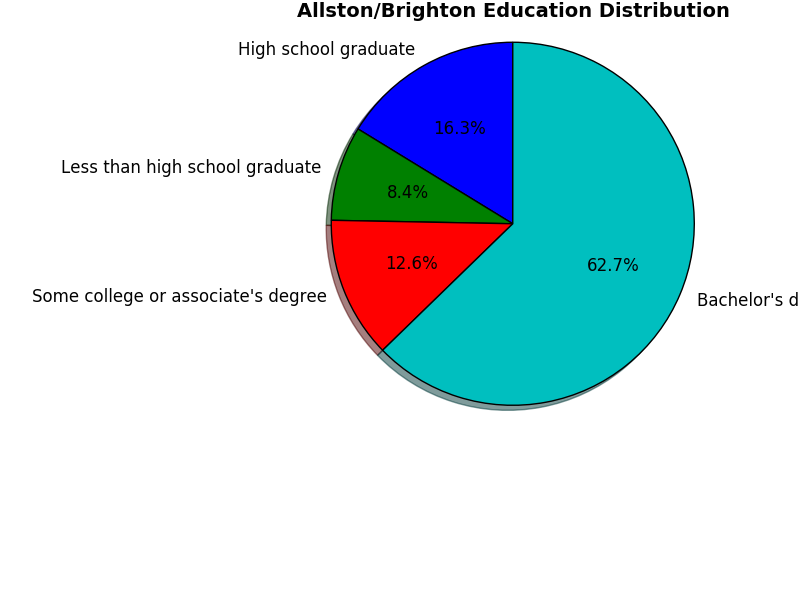 Allston/Brighton Education Distribution
High school graduate
16.3%
Less than high school graduate
8.4%
12.6%
62.7%
Some college or associate's degree
Bachelor's d